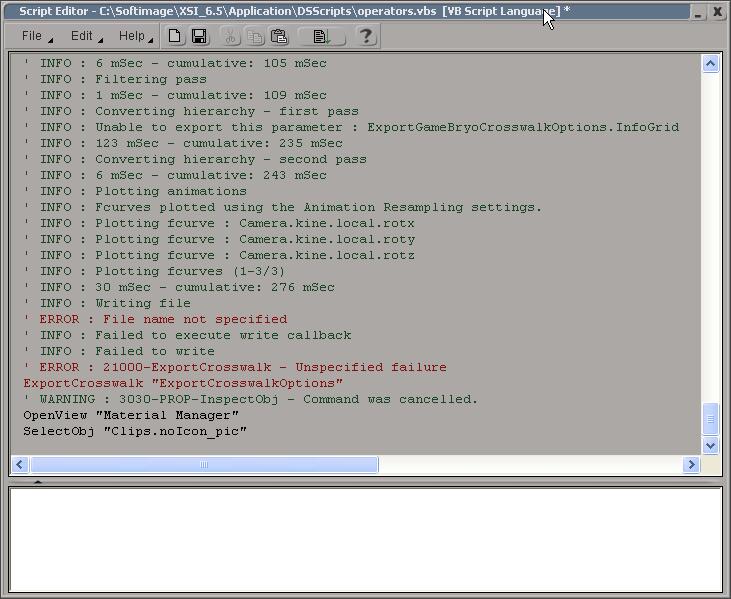 Script Editor - C:\Softimage\XSI_6.5\Application\DSScripts\operators.vbs [VB Script Language] *
File Edit Help
' INFO : 6 mSec - cumulative: 105 mSec
' INFO : Filtering pass
' INFO : 1 mSec - cumulative: 109 mSec
' INFO : Converting hierarchy - first pass
' INFO : Unable to export this parameter : ExportGameBryoCrosswalkOptions.InfoGrid
' INFO : 123 mSec - cumulative: 235 mSec
' INFO : Converting hierarchy - second pass
' INFO : 6 mSec - cumulative: 243 mSec
' INFO : Plotting animations
' INFO : Fcurves plotted using the Animation Resampling settings.
' INFO : Plotting fcurve : Camera.kine.local.rotx
' INFO : Plotting fcurve : Camera.kine.local.roty
' INFO : Plotting fcurve : Camera.kine.local.rotz
' INFO : Plotting fcurves (1-3/3)
' INFO : 30 mSec - cumulative: 276 mSec
' INFO : Writing file
' ERROR : File name not specified
' INFO : Failed to execute write callback
' INFO : Failed to write
' ERROR : 21000-ExportCrosswalk - Unspecified failure
ExportCrosswalk "ExportCrosswalkOptions"
' WARNING : 3030-PROP-InspectObj - Command was cancelled.
OpenView "Material Manager"
SelectObj "Clips.noIcon_pic"